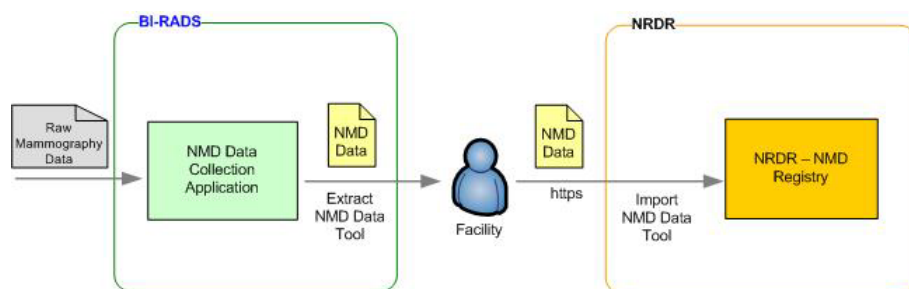 BI-RADS
NRDR
Raw
Mammography
Data
NMD Data
Collection
Application
NMD
Data
Extract
NMD Data
Tool
Facility
NMD
Data
https
Import
NMD Data
Tool
NRDR – NMD
Registry